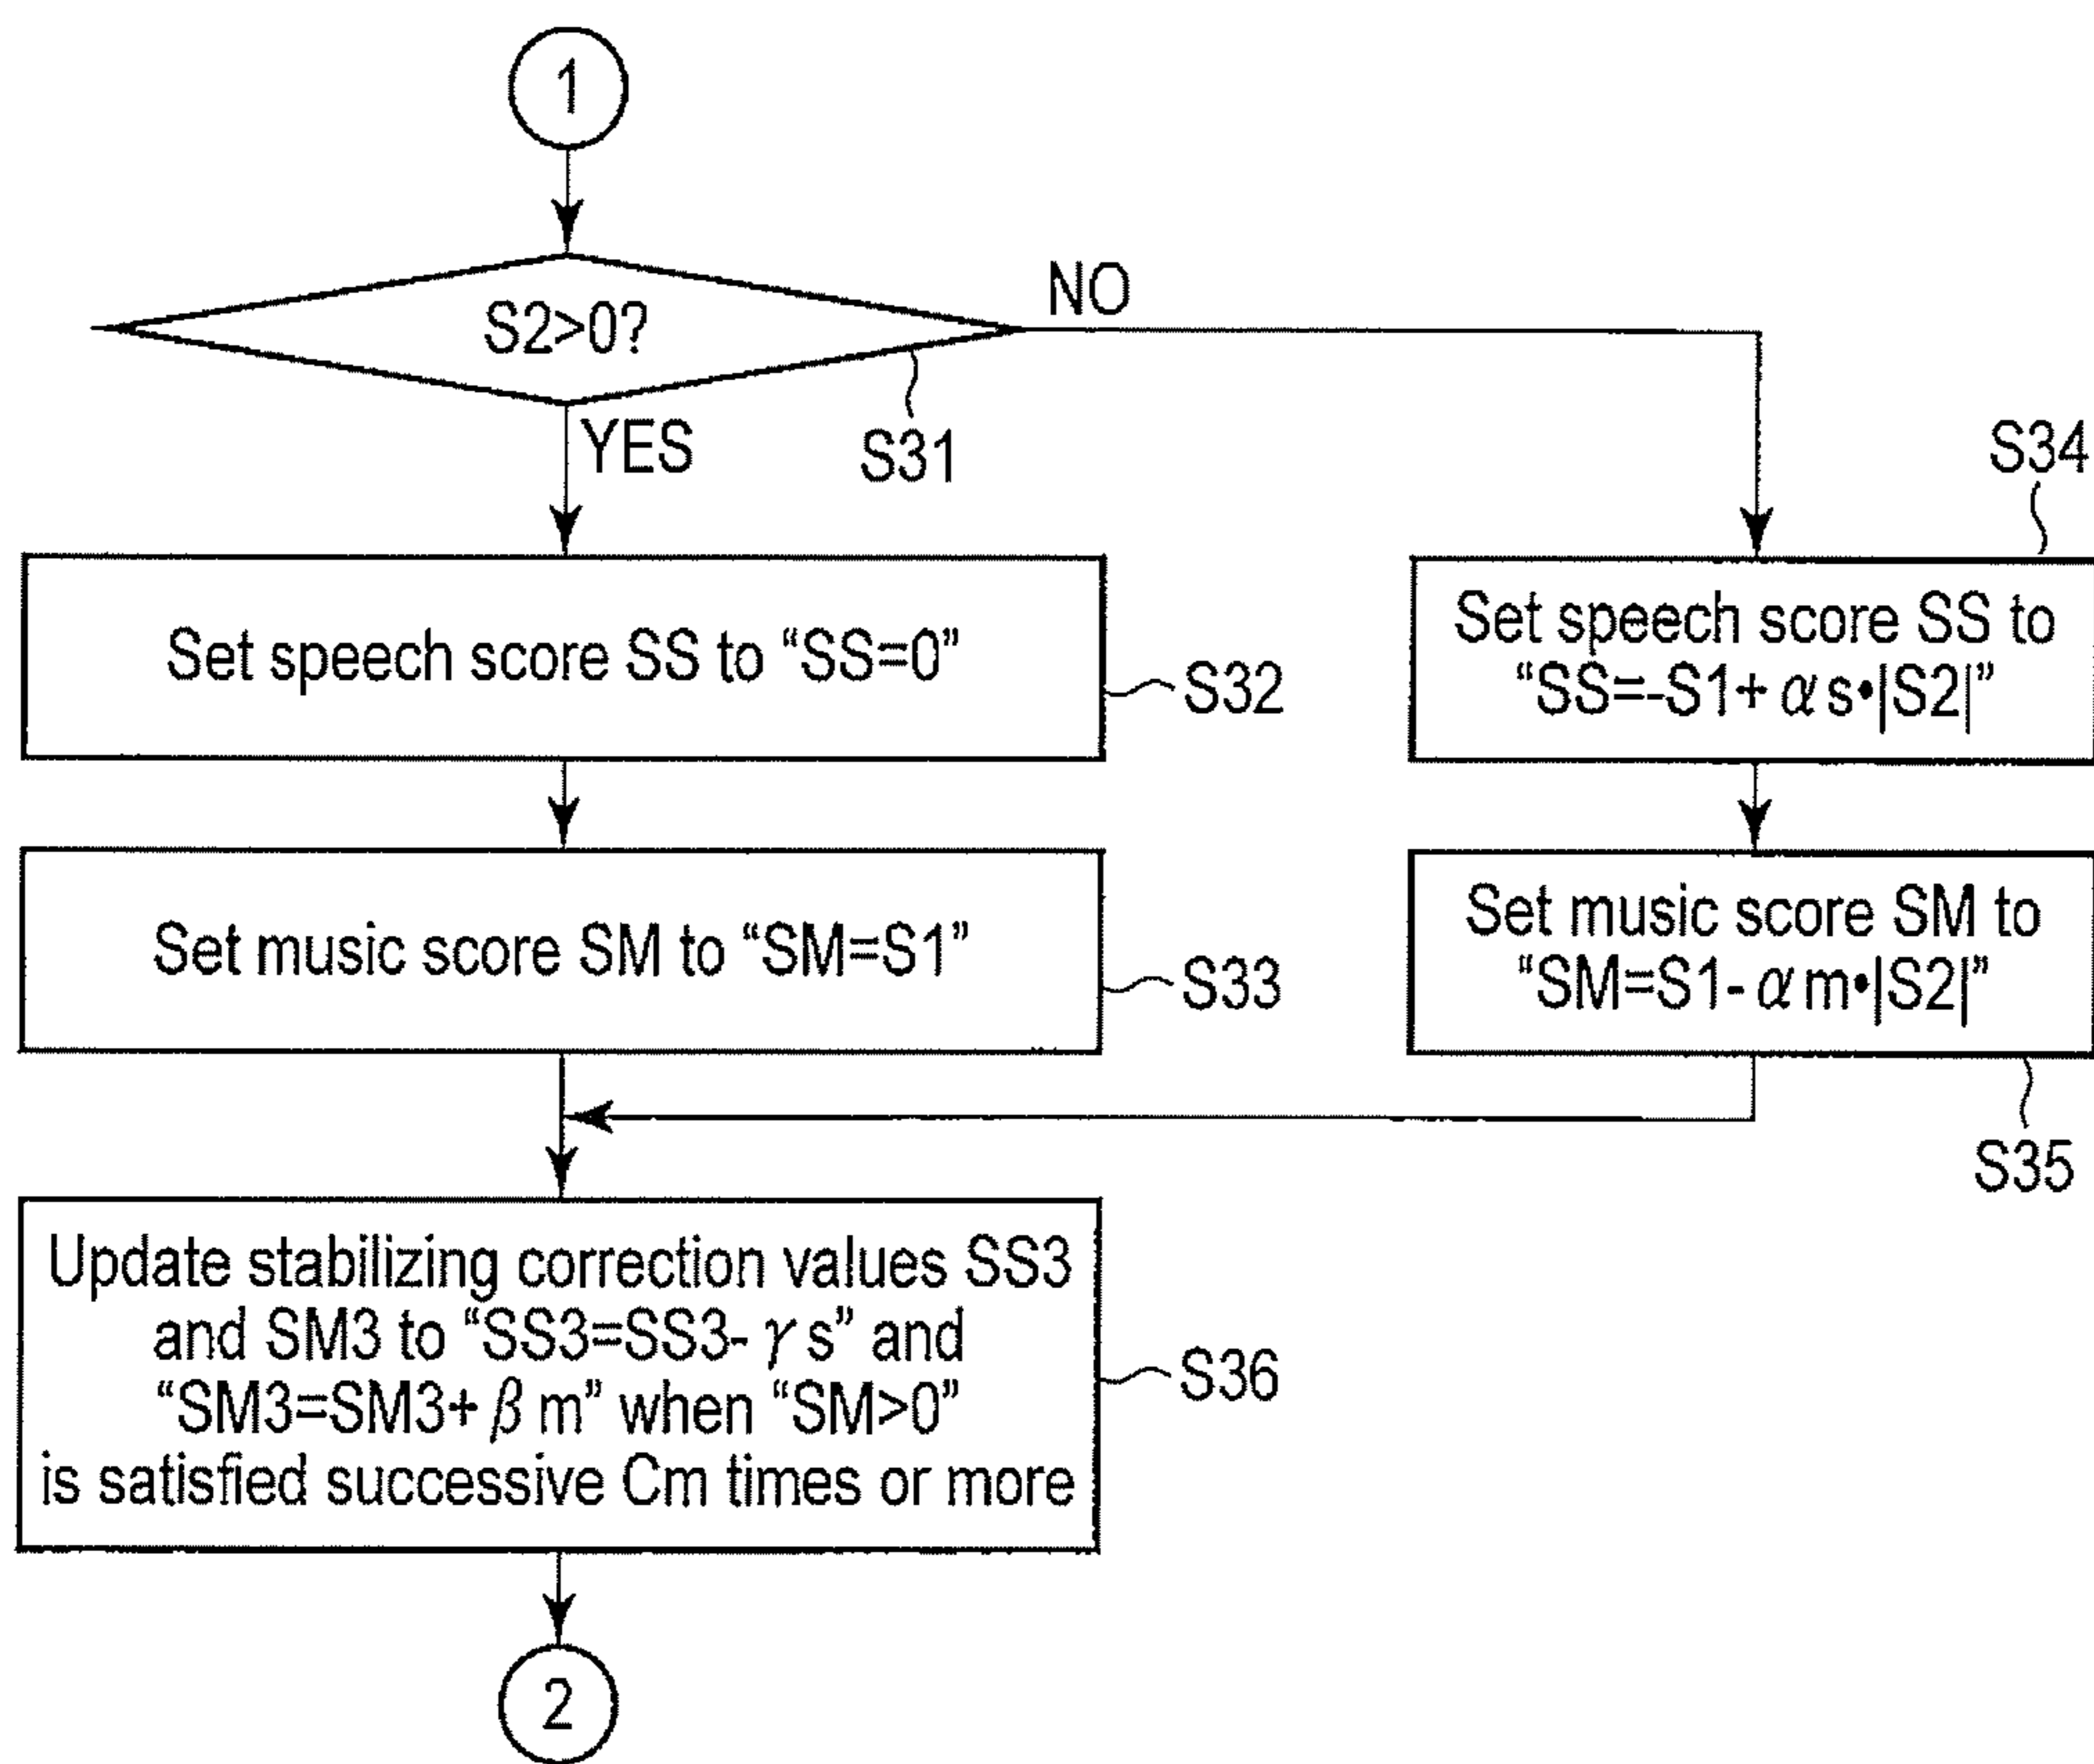 1
S2>0?
NO
YES
S31
S34
Set speech score SS to “SS=0”
S32
Set speech score SS to
“SS=-S1+αs•|S2|”
Set music score SM to “SM=S1”
S33
Set music score SM to
“SM=S1-αm•|S2|”
S35
Update stabilizing correction values SS3
and SM3 to “SS3=SS3-γs” and
“SM3=SM3+βm” when “SM>0”
is satisfied successive Cm times or more
S36
2